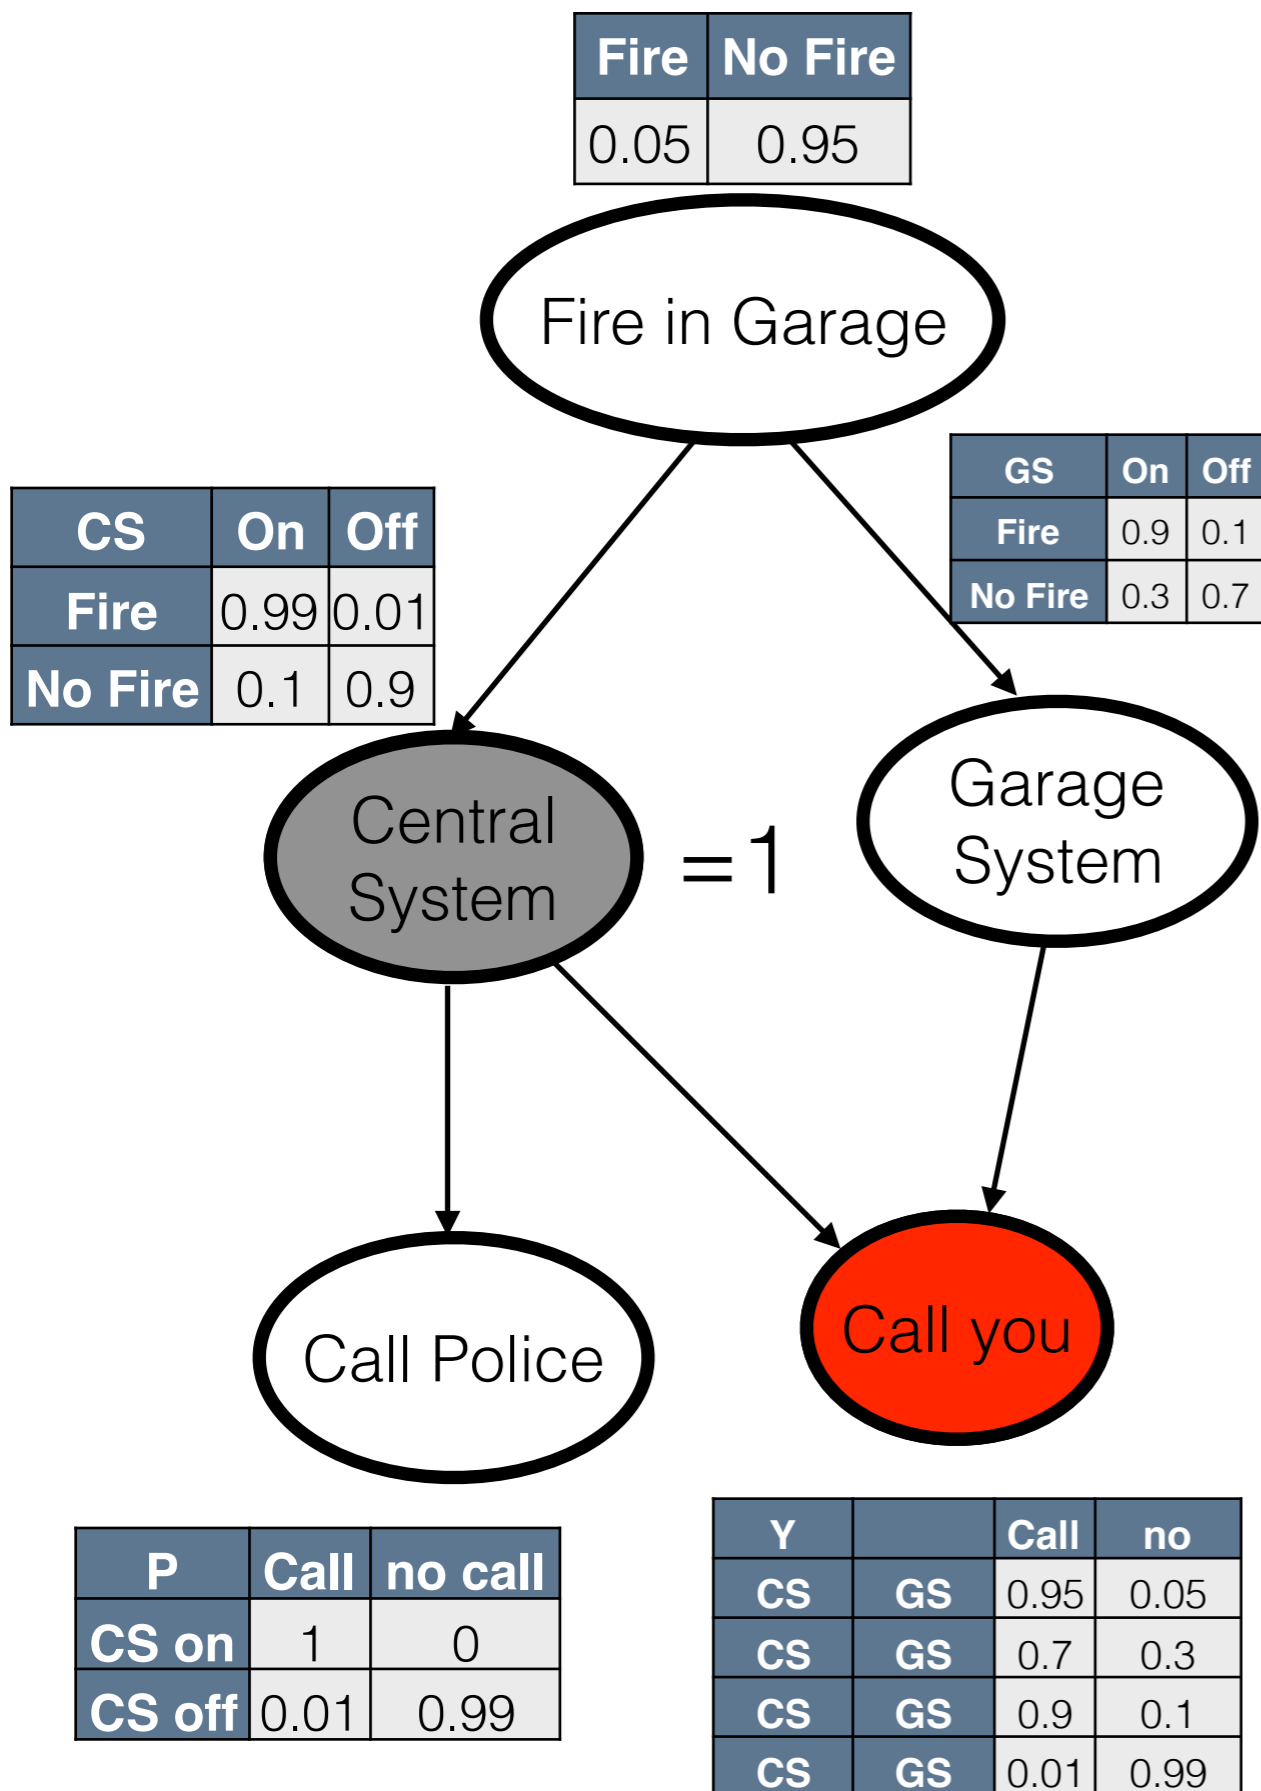 Fire No Fire
0.05 0.95
Fire in Garage
GS On Off
Fire 0.9 0.1
No Fire 0.3 0.7
CS On Off
Fire 0.99 0.01
No Fire 0.1 0.9
Central
System
=1
Garage
System
Call Police
Call you
P Call no call
CS on 1 0
CS off 0.01 0.99
Y Call no
CS GS 0.95 0.05
CS GS 0.7 0.3
CS GS 0.9 0.1
CS GS 0.01 0.99